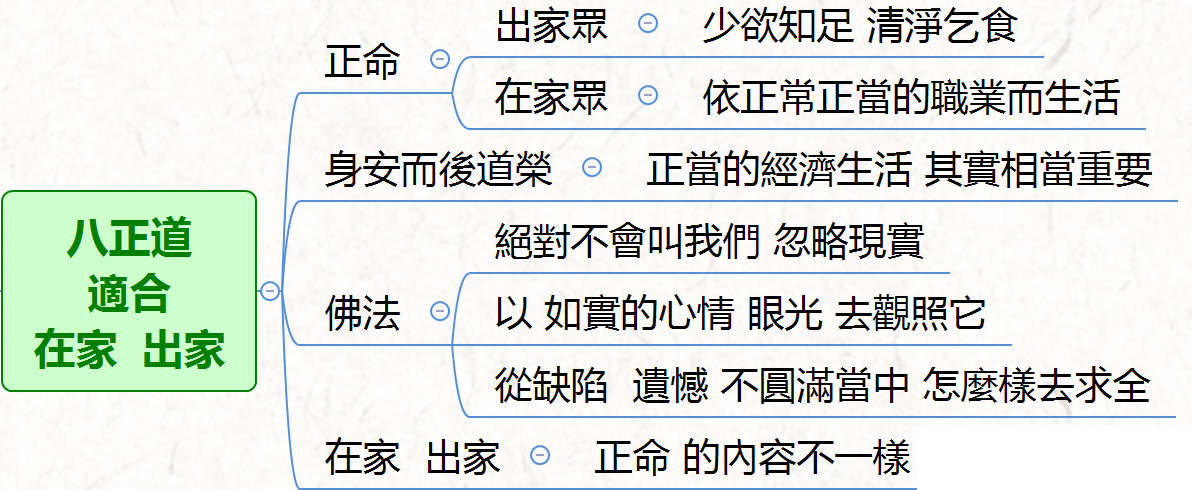 八正道
適合
在家 出家
正命
出家眾
少欲知足 清淨乞食
在家眾
依正常正當的職業而生活
身安而後道榮
正當的經濟生活 其實相當重要
佛法
絕對不會叫我們 忽略現實
以 如實的心情 眼光 去觀照它
從缺陷 遺憾 不圓滿當中 怎麼樣去求全
在家 出家
正命 的內容不一樣